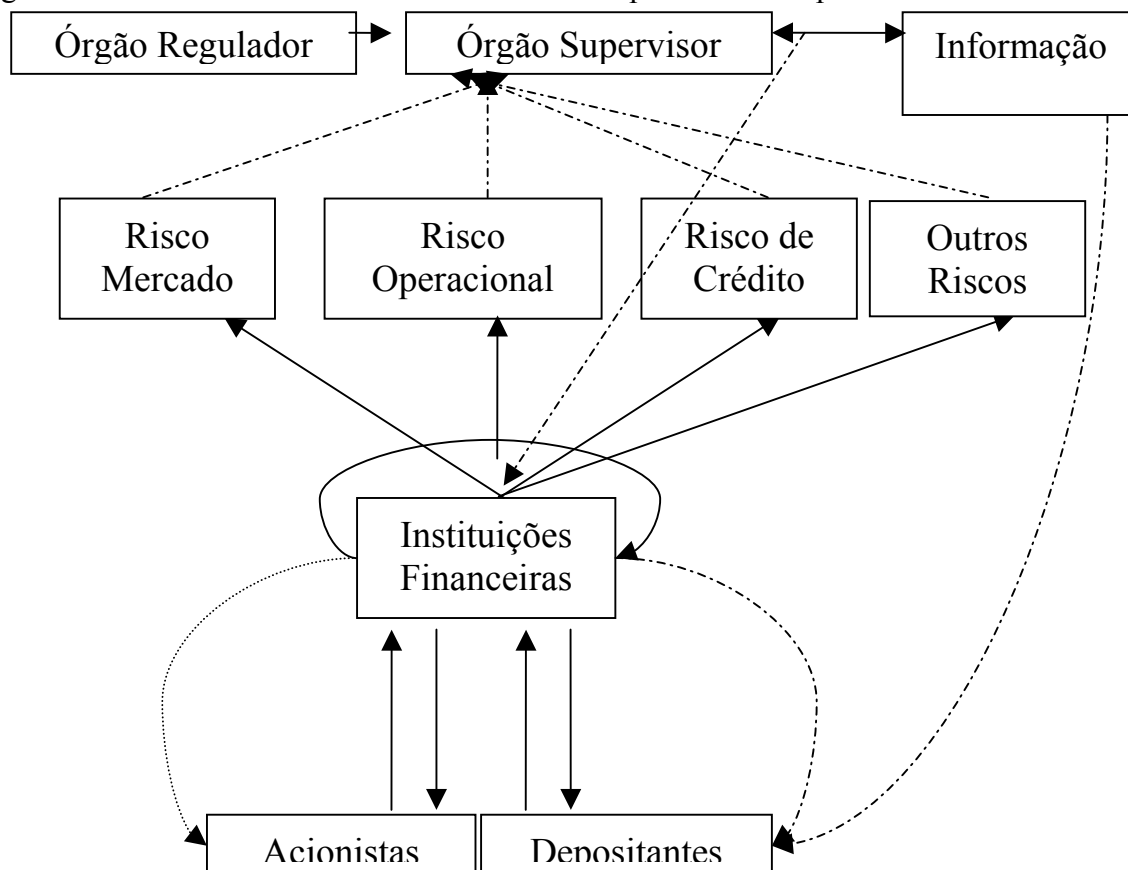 Órgão Regulador
Órgão Supervisor
Informação
Risco
Mercado
Risco
Operacional
Risco de
Crédito
Outros
Riscos
Instituições
Financeiras
Acionistas
Depositantes